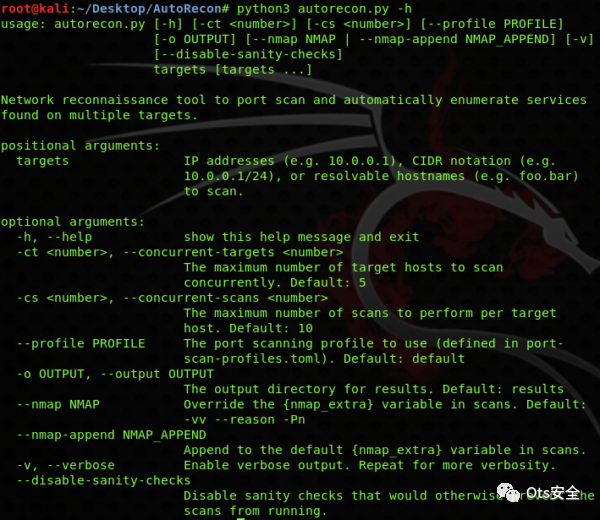 root@kali:~/Desktop/AutoRecon# python3 autorecon.py -h
usage: autorecon.py [-h] [-ct <number>] [-cs <number>] [--profile PROFILE]
[-o OUTPUT] [--nmap NMAP | --nmap-append NMAP_APPEND] [-v]
[--disable-sanity-checks]
targets [targets ...]
Network reconnaissance tool to port scan and automatically enumerate services
found on multiple targets.
positional arguments:
targets IP addresses (e.g. 10.0.0.1), CIDR notation (e.g.
10.0.0.1/24), or resolvable hostnames (e.g. foo.bar)
to scan.
optional arguments:
-h, --help show this help message and exit
-ct <number>, --concurrent-targets <number>
The maximum number of target hosts to scan
concurrently. Default: 5
-cs <number>, --concurrent-scans <number>
The maximum number of scans to perform per target
host. Default: 10
--profile PROFILE The port scanning profile to use (defined in port-
scan-profiles.toml). Default: default
-o OUTPUT, --output OUTPUT
The output directory for results. Default: results
--nmap NMAP Override the {nmap_extra} variable in scans. Default:
-vv --reason -Pn
--nmap-append NMAP_APPEND
Append to the default {nmap_extra} variable in scans.
-v, --verbose Enable verbose output. Repeat for more verbosity.
--disable-sanity-checks
Disable sanity checks that would otherwise the
scans from running.
Ots安全